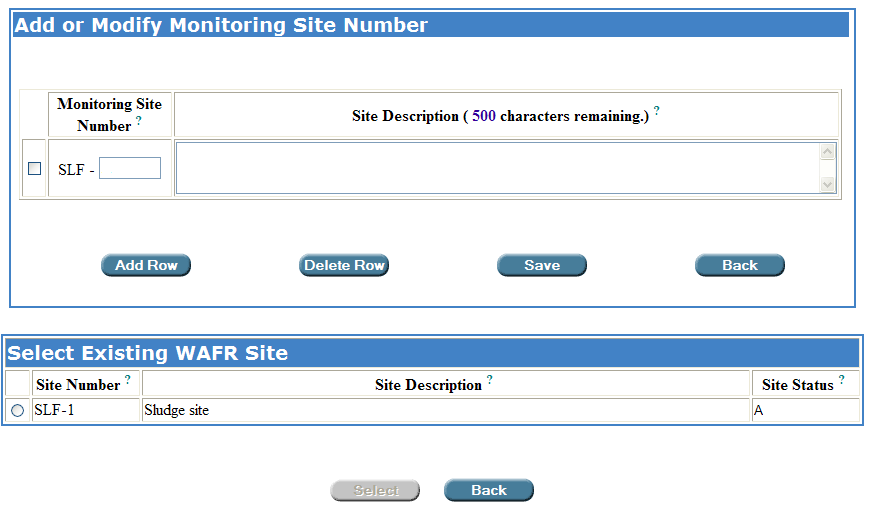 Add or Modify Monitoring Site Number
Monitoring Site
Number ?
Site Description ( 500 characters remaining.) ?
SLF -
Add Row
Delete Row
Save
Back
Select Existing WAFR Site
Site Number ?
Site Description ?
Site Status ?
SLF-1
Sludge site
A
Select
Back